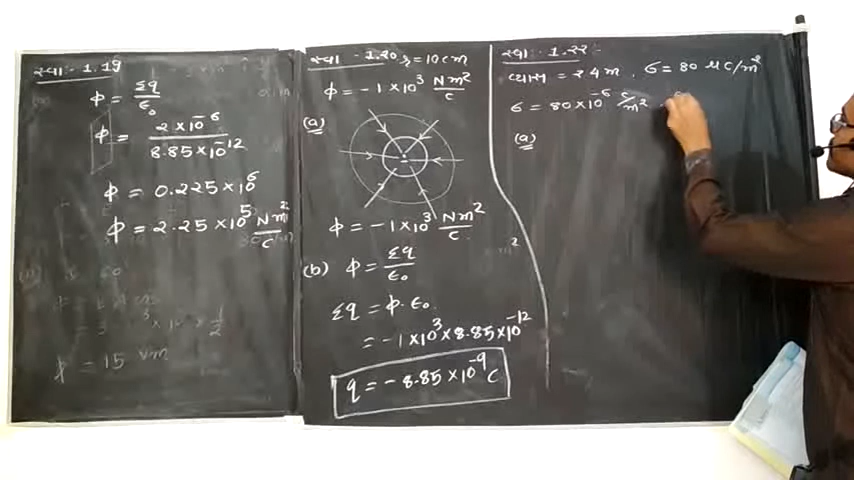 स्वा :- 1.19
φ = Σq / ε₀
φ = 2 × 10⁻⁶ / 8.85 × 10⁻¹²
φ = 0.225 × 10⁶
φ = 2.25 × 10⁵ Nm² / C
φ = 15 Vm
स्वा :- 1.20 r = 10 cm
φ = - 1 × 10³ Nm² / C
(a)
φ = - 1 × 10³ Nm² / C.
(b) φ = Σq / ε₀
Σq = φ · ε₀.
= - 1 × 10³ × 8.85 × 10⁻¹²
q = - 8.85 × 10⁻⁹ C
स्वा :- 1.22 :-
व्यास = 2.4 m , σ = 80 μC/m²
σ = 80 × 10⁻⁶ C/m²
(a)